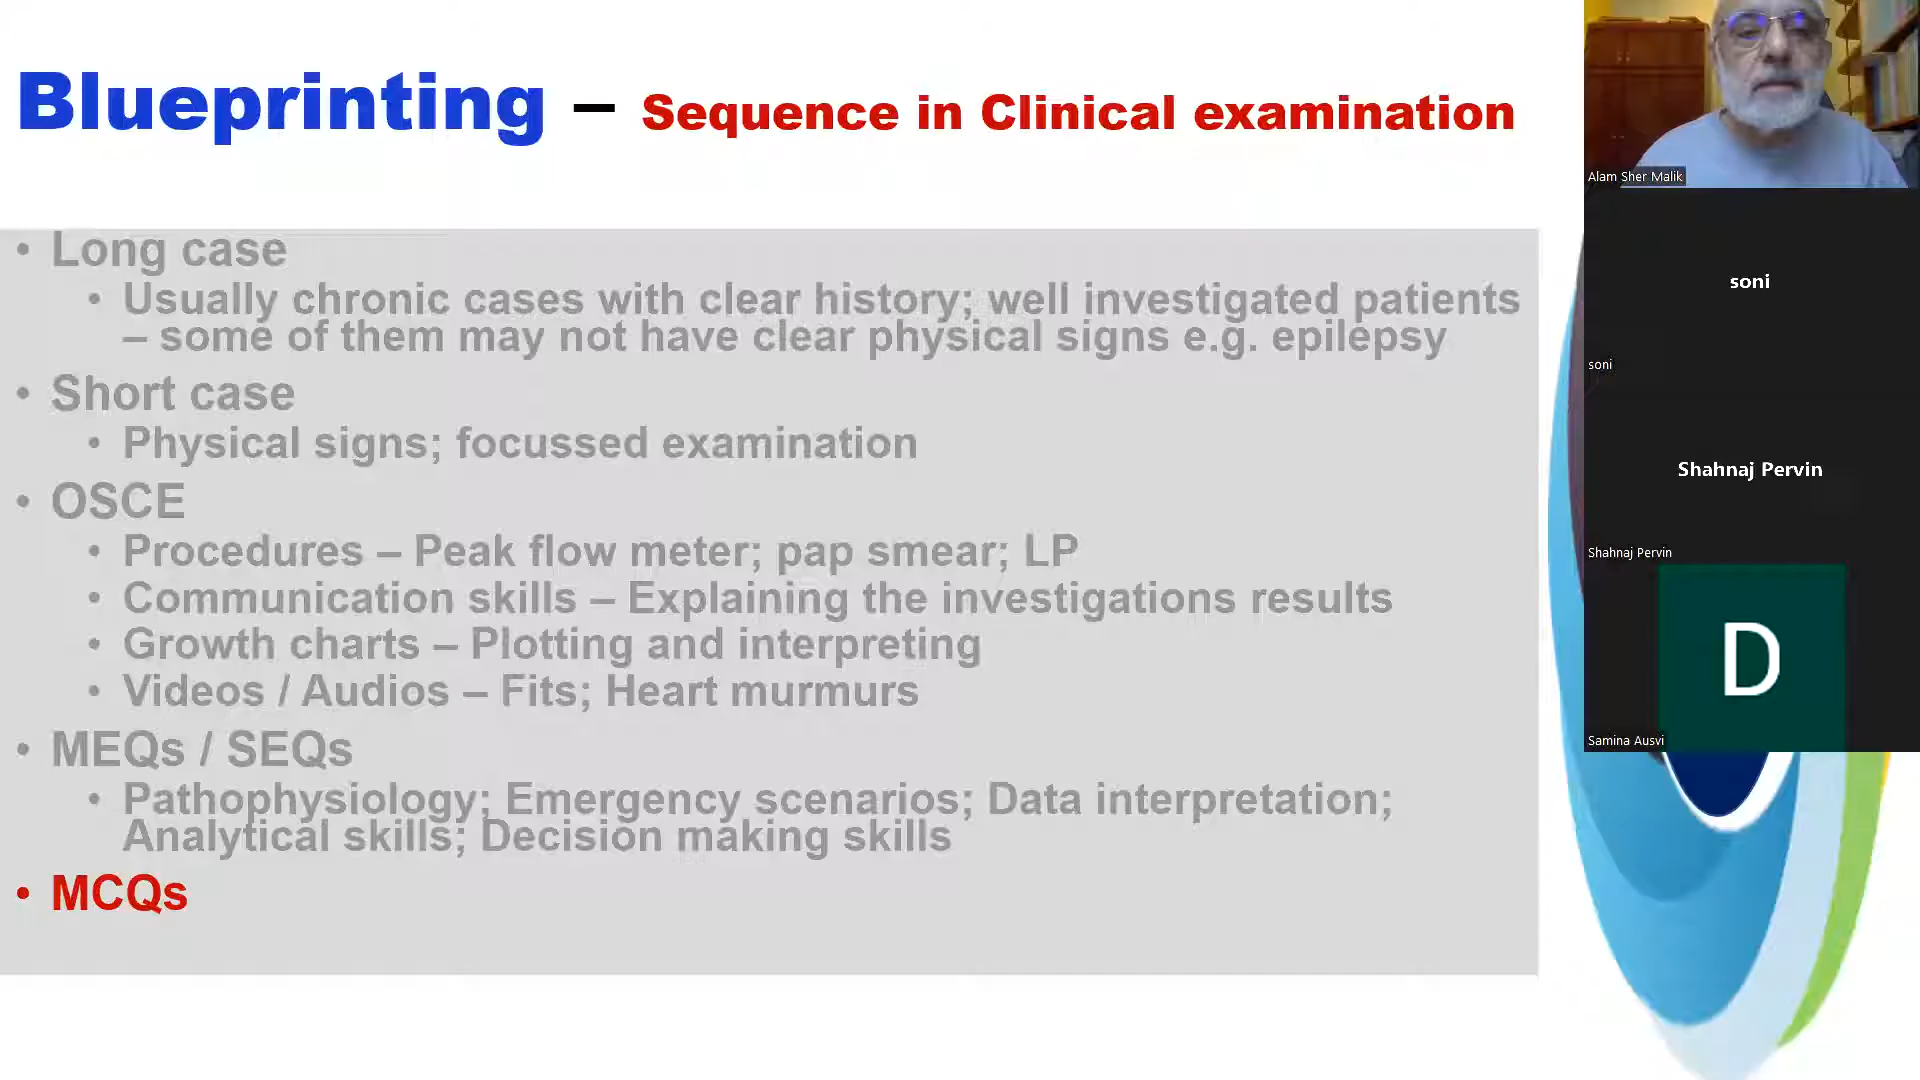 Blueprinting – Sequence in Clinical examination
• Long case
• Usually chronic cases with clear history; well investigated patients
– some of them may not have clear physical signs e.g. epilepsy
• Short case
• Physical signs; focussed examination
• OSCE
• Procedures – Peak flow meter; pap smear; LP
• Communication skills – Explaining the investigations results
• Growth charts – Plotting and interpreting
• Videos / Audios – Fits; Heart murmurs
• MEQs / SEQs
• Pathophysiology; Emergency scenarios; Data interpretation;
Analytical skills; Decision making skills
• MCQs
Alam Sher Malik
soni
soni
Shahnaj Pervin
Shahnaj Pervin
D
Samina Ausvi